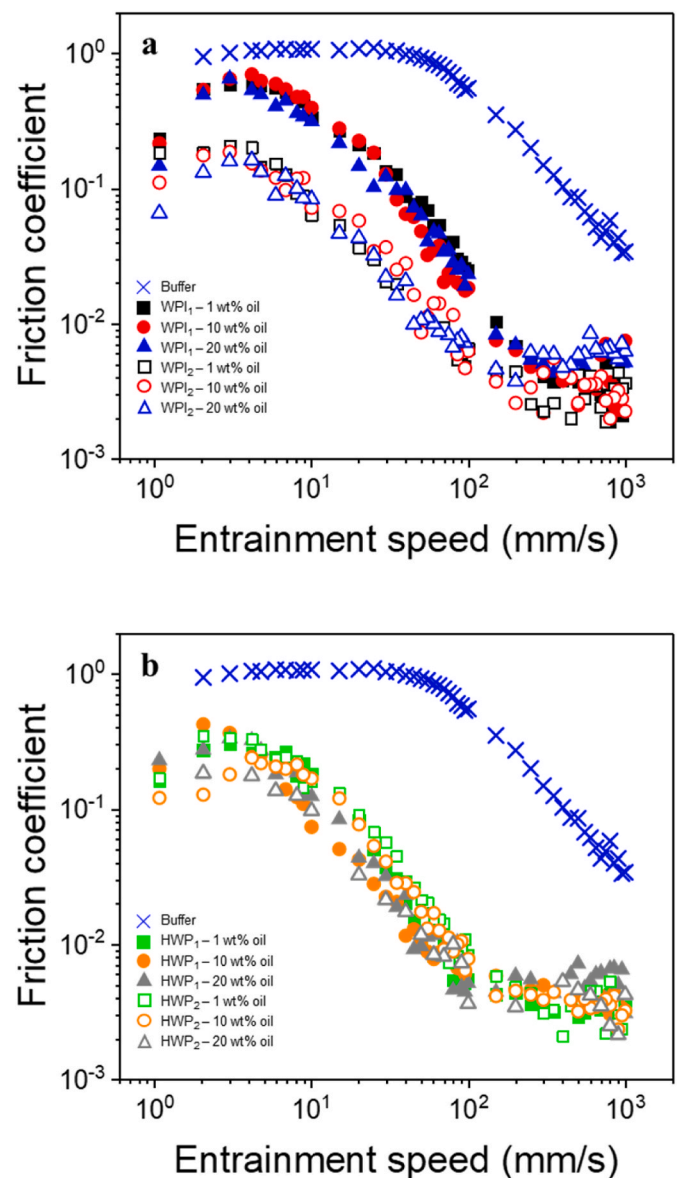 a
10⁰
10⁻¹
10⁻²
10⁻³
Friction coefficient
Buffer
WPI₁ – 1 wt% oil
WPI₁ – 10 wt% oil
WPI₁ – 20 wt% oil
WPI₂ – 1 wt% oil
WPI₂ – 10 wt% oil
WPI₂ – 20 wt% oil
10⁰ 10¹ 10² 10³
Entrainment speed (mm/s)
b
10⁰
10⁻¹
10⁻²
10⁻³
Friction coefficient
Buffer
HWP₁ – 1 wt% oil
HWP₁ – 10 wt% oil
HWP₁ – 20 wt% oil
HWP₂ – 1 wt% oil
HWP₂ – 10 wt% oil
HWP₂ – 20 wt% oil
10⁰ 10¹ 10² 10³
Entrainment speed (mm/s)